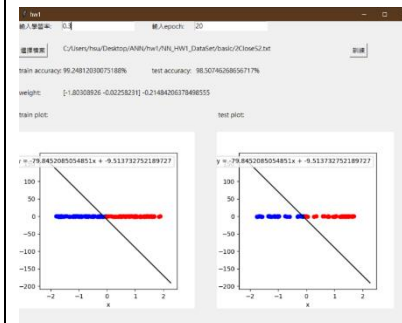 hw1
輸入學習率: 0.3 輸入epoch: 20
選擇檔案 C:/Users/hsu/Desktop/ANN/hw1/NN_HW1_DataSet/basic/2CloseS2.txt 訓練
train accuracy: 99.24812030075188% test accuracy: 98.50746268656717%
weight: [-1.80308926 -0.02258231] -0.21484206378498555
train plot: test plot:
y = -79.8452085054851x + -9.513732752189727 y = -79.8452085054851x + -9.513732752189727
100 100
50 50
0 0
-50 -50
-100 -100
-150 -150
-200 -200
-2 -1 0 1 2 -2 -1 0 1 2
x x